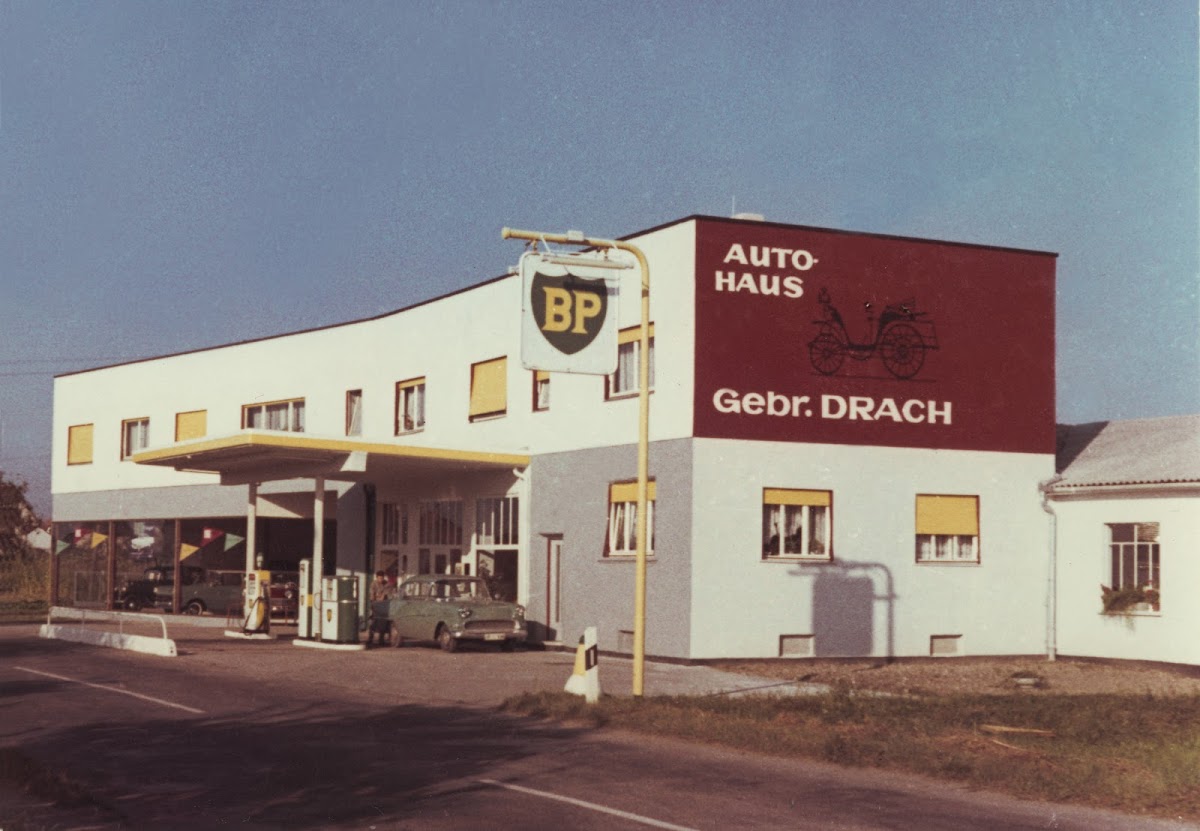 AUTO-
HAUS
BP
Gebr. DRACH